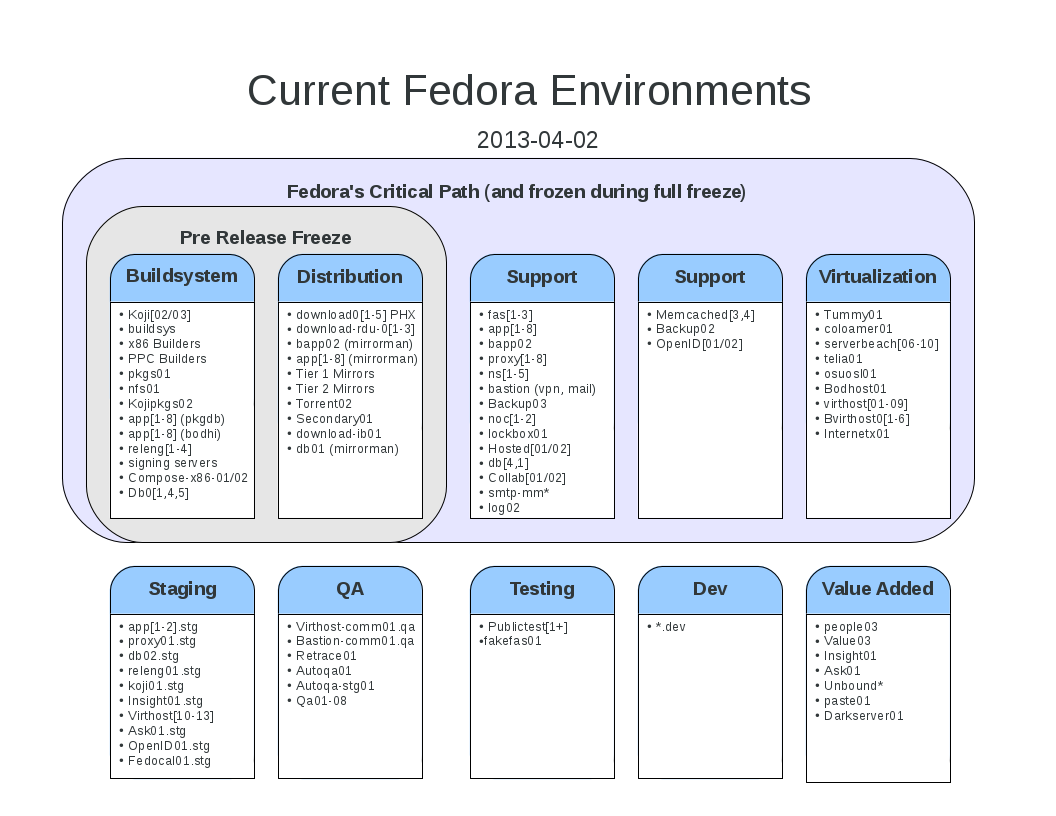 Current Fedora Environments
2013-04-02
Fedora's Critical Path (and frozen during full freeze)
Pre Release Freeze
Buildsystem
• Koji[02/03]
• buildsys
• x86 Builders
• PPC Builders
• pkgs01
• nfs01
• Kojipkgs02
• app[1-8] (pkgdb)
• app[1-8] (bodhi)
• releng[1-4]
• signing servers
• Compose-x86-01/02
• Db0[1,4,5]
Distribution
• download0[1-5] PHX
• download-rdu-0[1-3]
• bapp02 (mirrorman)
• app[1-8] (mirrorman)
• Tier 1 Mirrors
• Tier 2 Mirrors
• Torrent02
• Secondary01
• download-ib01
• db01 (mirrorman)
Support
• fas[1-3]
• app[1-8]
• bapp02
• proxy[1-8]
• ns[1-5]
• bastion (vpn, mail)
• Backup03
• noc[1-2]
• lockbox01
• Hosted[01/02]
• db[4,1]
• Collab[01/02]
• smtp-mm*
• log02
Support
• Memcached[3,4]
• Backup02
• OpenID[01/02]
Virtualization
• Tummy01
• coloamer01
• serverbeach[06-10]
• telia01
• osuosl01
• Bodhost01
• virthost[01-09]
• Bvirthost0[1-6]
• Internetx01
Staging
• app[1-2].stg
• proxy01.stg
• db02.stg
• releng01.stg
• koji01.stg
• Insight01.stg
• Virthost[10-13]
• Ask01.stg
• OpenID01.stg
• Fedocal01.stg
QA
• Virthost-comm01.qa
• Bastion-comm01.qa
• Retrace01
• Autoqa01
• Autoqa-stg01
• Qa01-08
Testing
• Publictest[1+]
•fakefas01
Dev
• *.dev
Value Added
• people03
• Value03
• Insight01
• Ask01
• Unbound*
• paste01
• Darkserver01